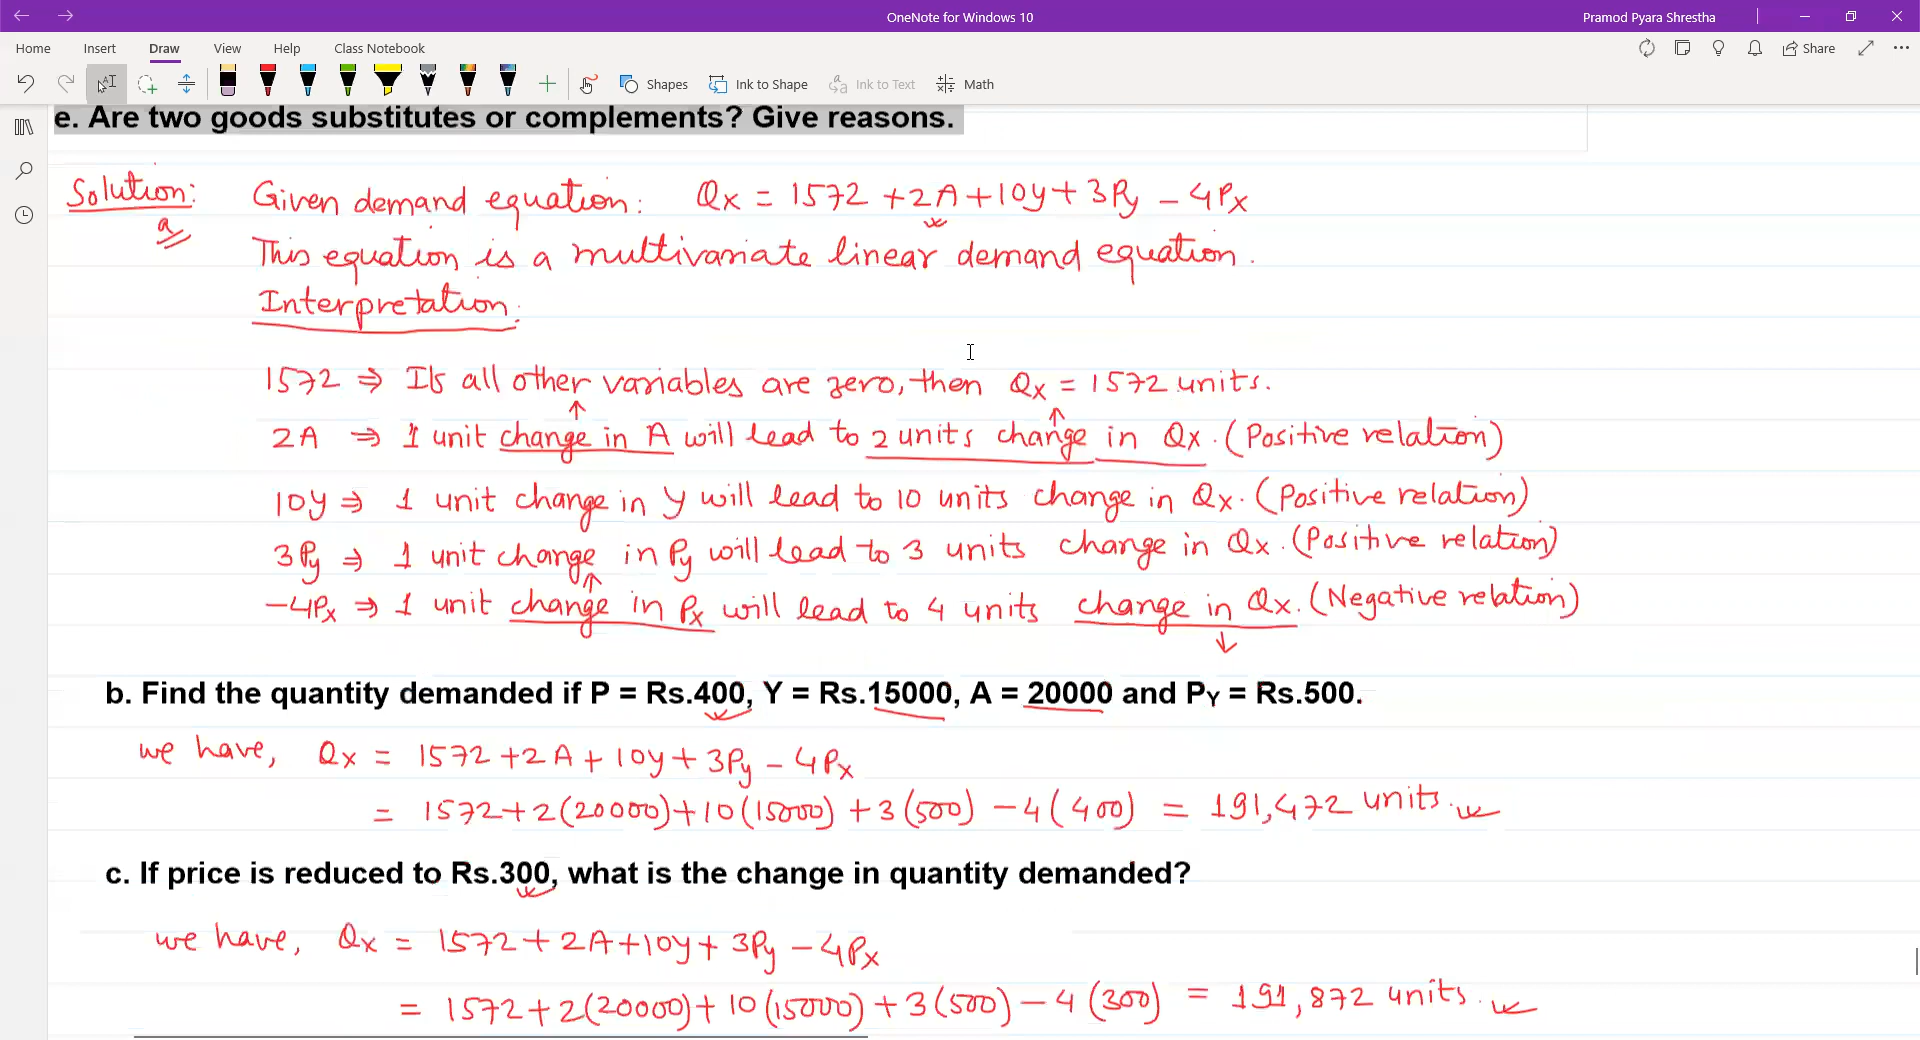 OneNote for Windows 10
Pramod Pyara Shrestha
Home Insert Draw View Help Class Notebook
Share
Shapes Ink to Shape Ink to Text Math
e. Are two goods substitutes or complements? Give reasons.
Solution: Given demand equation: Qx = 1572 +2A+10y+3Py - 4Px
a
This equation is a multivariate linear demand equation.
Interpretation:
1572 ⇒ If all other variables are zero, then Qx = 1572 units.
2A ⇒ 1 unit change in A will lead to 2 units change in Qx. (Positive relation)
10y ⇒ 1 unit change in y will lead to 10 units change in Qx. (Positive relation)
3Py ⇒ 1 unit change in Py will lead to 3 units change in Qx. (Positive relation)
-4Px ⇒ 1 unit change in Px will lead to 4 units change in Qx. (Negative relation)
b. Find the quantity demanded if P = Rs.400, Y = Rs.15000, A = 20000 and PY = Rs.500.
we have, Qx = 1572 +2A + 10y + 3Py - 4Px
= 1572+2(20000)+10(15000) +3(500) -4(400) = 191,472 units.
c. If price is reduced to Rs.300, what is the change in quantity demanded?
we have, Qx = 1572+ 2A+10y+ 3Py -4Px
= 1572+2(20000)+ 10(15000) +3(500) -4(300) = 191,872 units.